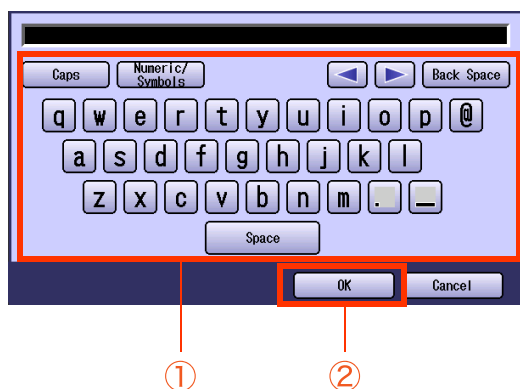 Caps Numeric/ Back Space
Symbols
q w e r t y u i o p @
a s d f g h j k l
z x c v b n m . _
Space
OK Cancel
① ②